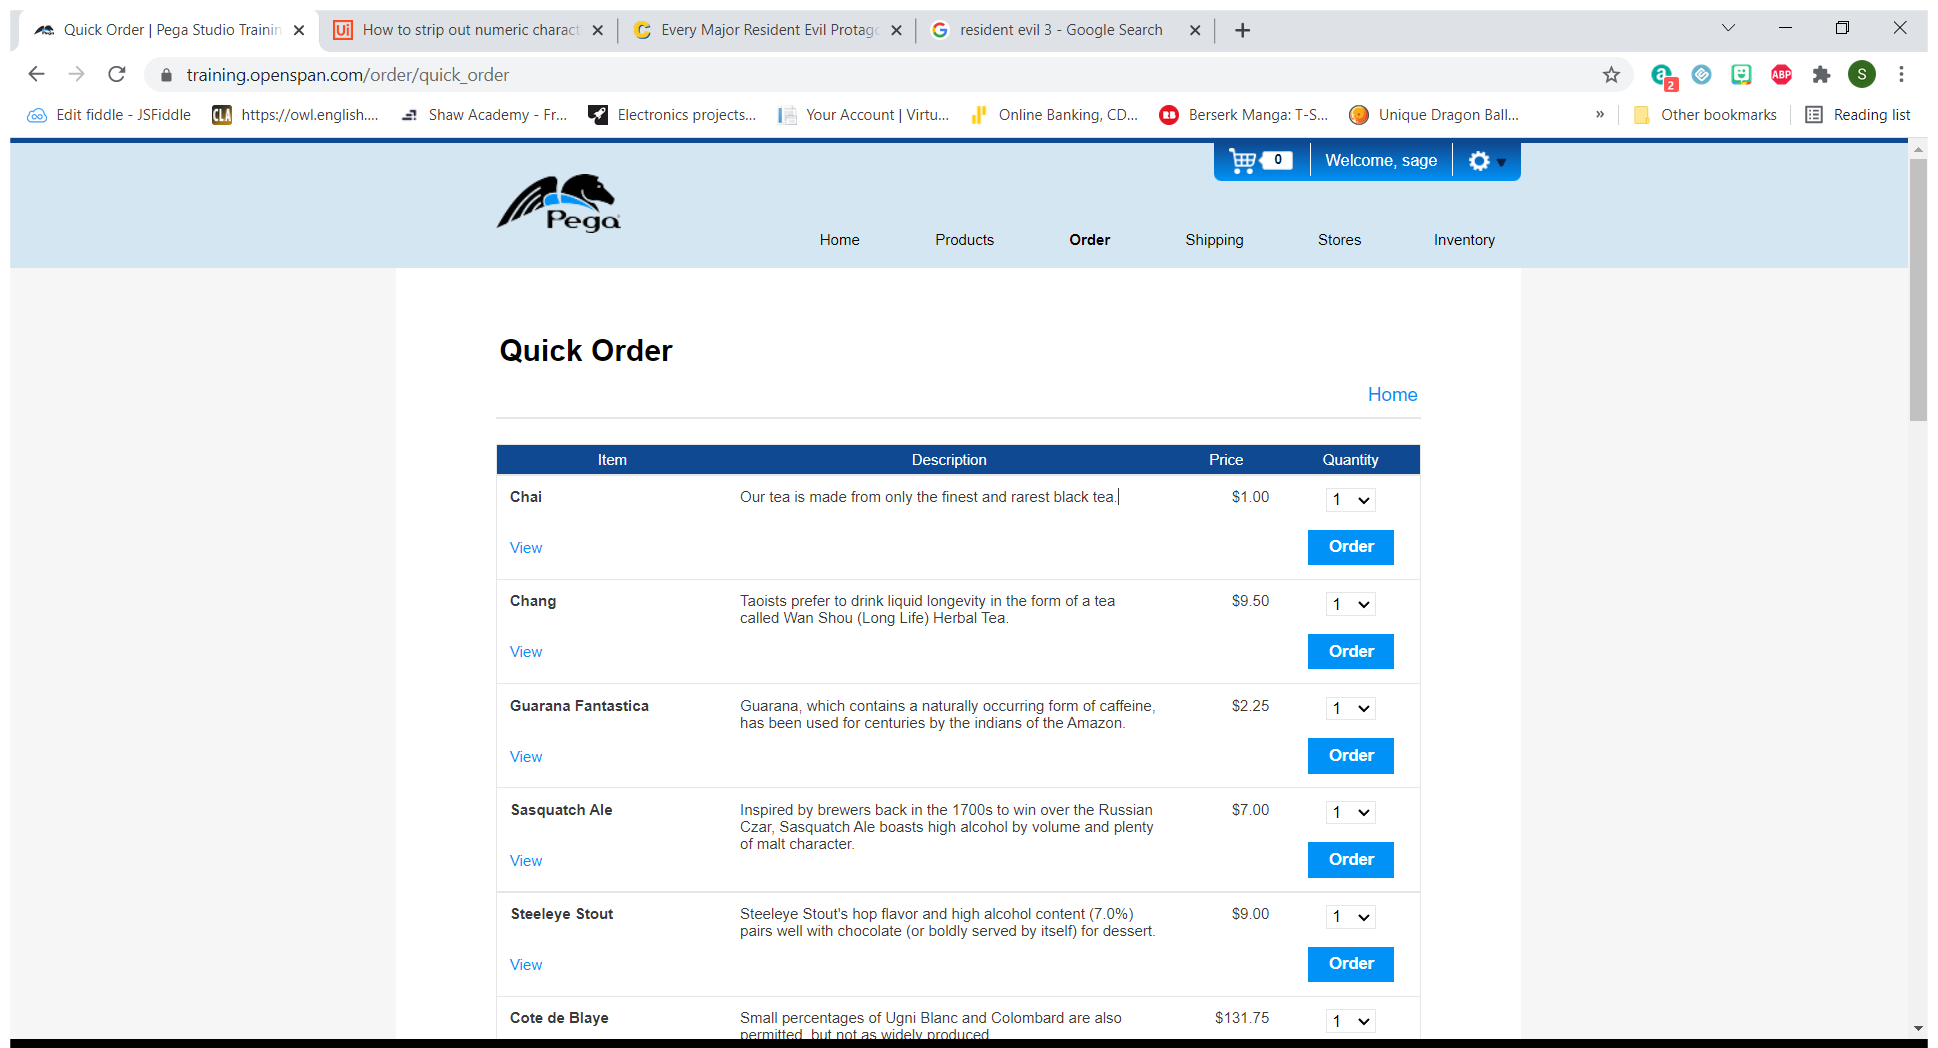 Quick Order | Pega Studio Trainin
How to strip out numeric charact
Every Major Resident Evil Protago
resident evil 3 - Google Search
training.openspan.com/order/quick_order
2
ABP
S
Edit fiddle - JSFiddle
CLA
https://owl.english....
Shaw Academy - Fr...
Electronics projects...
Your Account | Virtu...
Online Banking, CD...
Berserk Manga: T-S...
Unique Dragon Ball...
»
Other bookmarks
Reading list
0
Welcome, sage
Pega
Home
Products
Order
Shipping
Stores
Inventory
Quick Order
Home
Item Description Price Quantity
Chai
Our tea is made from only the finest and rarest black tea.
$1.00
1
View
Order
Chang
Taoists prefer to drink liquid longevity in the form of a tea
called Wan Shou (Long Life) Herbal Tea.
$9.50
1
View
Order
Guarana Fantastica
Guarana, which contains a naturally occurring form of caffeine,
has been used for centuries by the indians of the Amazon.
$2.25
1
View
Order
Sasquatch Ale
Inspired by brewers back in the 1700s to win over the Russian
Czar, Sasquatch Ale boasts high alcohol by volume and plenty
of malt character.
$7.00
1
View
Order
Steeleye Stout
Steeleye Stout's hop flavor and high alcohol content (7.0%)
pairs well with chocolate (or boldly served by itself) for dessert.
$9.00
1
View
Order
Cote de Blaye
Small percentages of Ugni Blanc and Colombard are also
permitted, but not as widely produced
$131.75
1